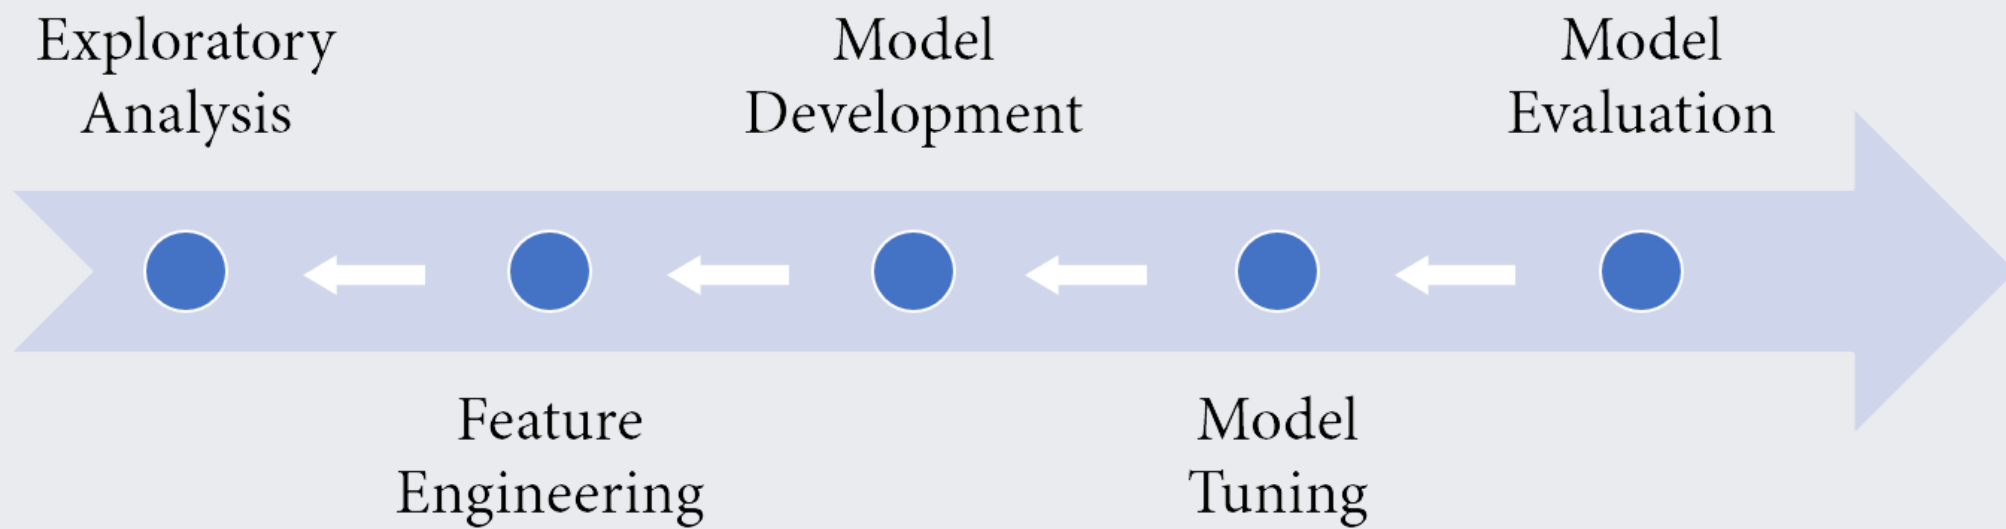 Exploratory
Analysis
Feature
Engineering
Model
Development
Model
Tuning
Model
Evaluation